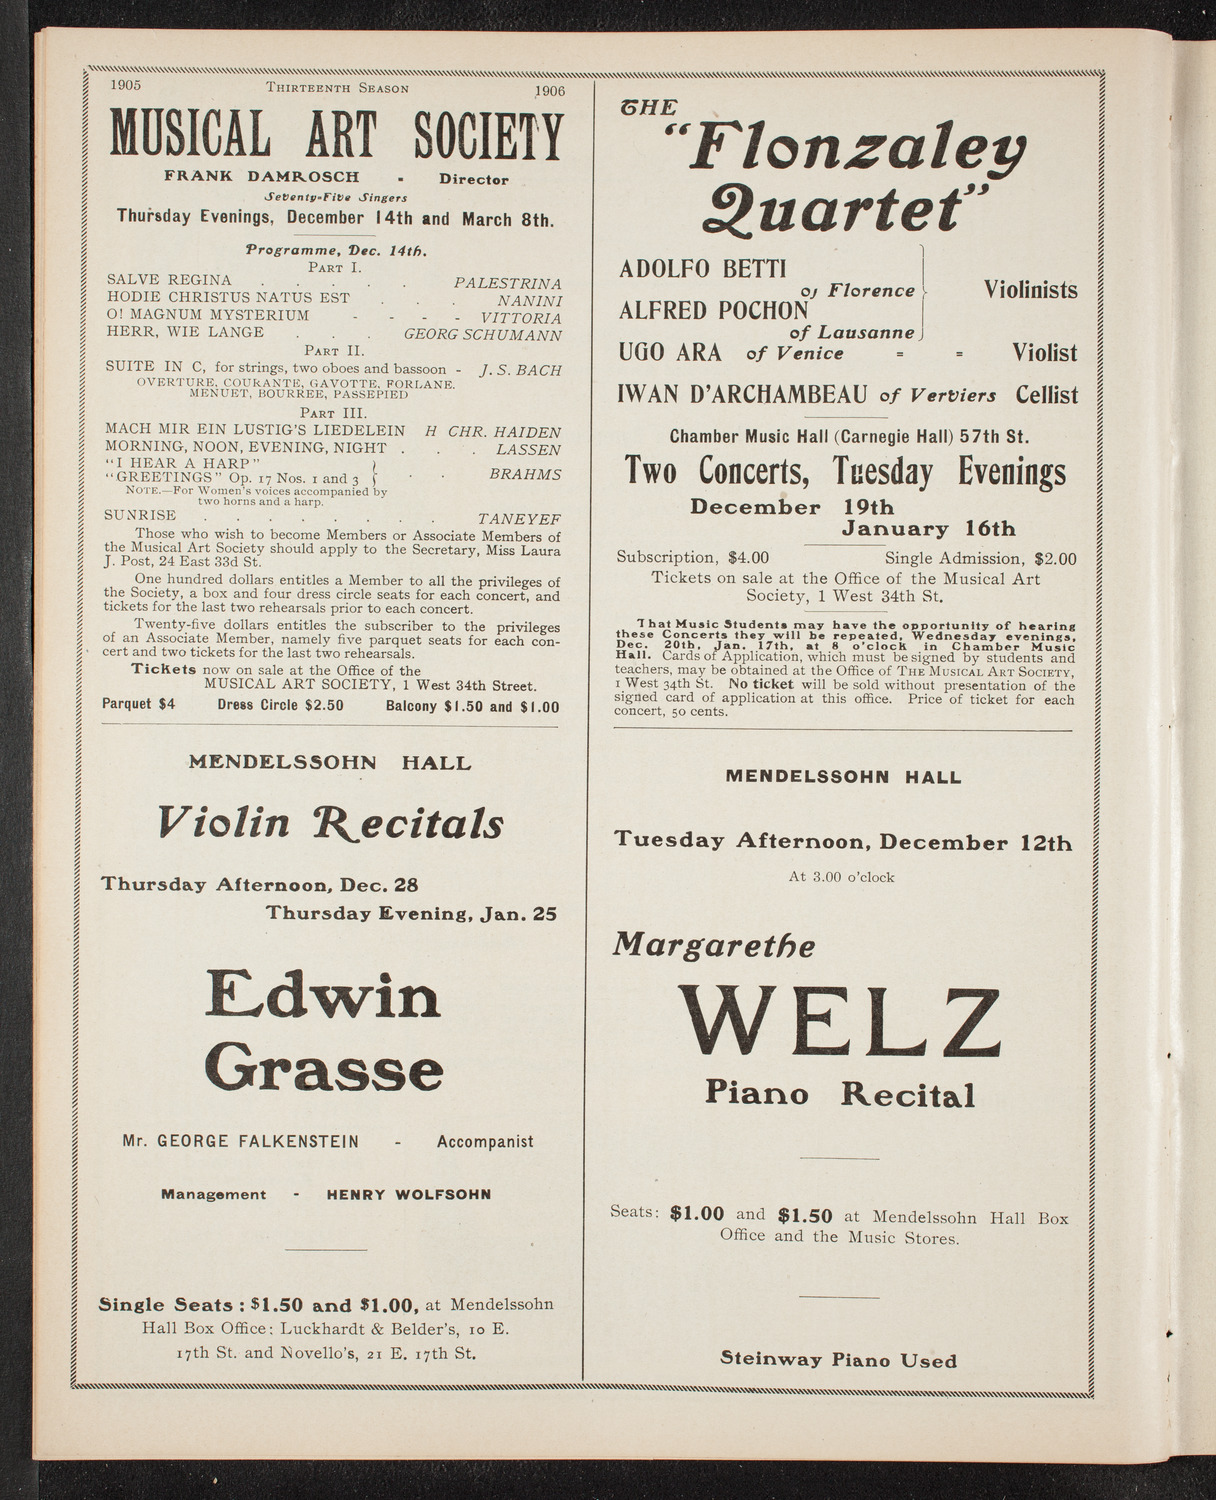 1905 THIRTEENTH SEASON 1906
MUSICAL ART SOCIETY
FRANK DAMROSCH - Director
Seventy-Five Singers
Thursday Evenings, December 14th and March 8th.
Programme, Dec. 14th.
PART I.
SALVE REGINA . . . . . PALESTRINA
HODIE CHRISTUS NATUS EST . . . NANINI
O! MAGNUM MYSTERIUM - - - - VITTORIA
HERR, WIE LANGE . . . GEORG SCHUMANN
PART II.
SUITE IN C, for strings, two oboes and bassoon - J. S. BACH
OVERTURE, COURANTE, GAVOTTE, FORLANE.
MENUET, BOURREE, PASSEPIED
PART III.
MACH MIR EIN LUSTIG'S LIEDELEIN H CHR. HAIDEN
MORNING, NOON, EVENING, NIGHT . . . LASSEN
"I HEAR A HARP"
"GREETINGS" Op. 17 Nos. 1 and 3 } . . BRAHMS
NOTE.—For Women's voices accompanied by
two horns and a harp.
SUNRISE . . . . . . . . TANEYEF
Those who wish to become Members or Associate Members of
the Musical Art Society should apply to the Secretary, Miss Laura
J. Post, 24 East 33d St.
One hundred dollars entitles a Member to all the privileges of
the Society, a box and four dress circle seats for each concert, and
tickets for the last two rehearsals prior to each concert.
Twenty-five dollars entitles the subscriber to the privileges
of an Associate Member, namely five parquet seats for each con-
cert and two tickets for the last two rehearsals.
Tickets now on sale at the Office of the
MUSICAL ART SOCIETY, 1 West 34th Street.
Parquet $4 Dress Circle $2.50 Balcony $1.50 and $1.00
MENDELSSOHN HALL
Violin Recitals
Thursday Afternoon, Dec. 28
Thursday Evening, Jan. 25
Edwin
Grasse
Mr. GEORGE FALKENSTEIN - Accompanist
Management - HENRY WOLFSOHN
Single Seats : $1.50 and $1.00, at Mendelssohn
Hall Box Office: Luckhardt & Belder's, 10 E.
17th St. and Novello's, 21 E. 17th St.
THE
"Flonzaley
Quartet"
ADOLFO BETTI
of Florence
ALFRED POCHON } Violinists
of Lausanne
UGO ARA of Venice = = Violist
IWAN D'ARCHAMBEAU of Verviers Cellist
Chamber Music Hall (Carnegie Hall) 57th St.
Two Concerts, Tuesday Evenings
December 19th
January 16th
Subscription, $4.00 Single Admission, $2.00
Tickets on sale at the Office of the Musical Art
Society, 1 West 34th St.
That Music Students may have the opportunity of hearing
these Concerts they will be repeated, Wednesday evenings,
Dec. 20th, Jan. 17th, at 8 o'clock in Chamber Music
Hall. Cards of Application, which must be signed by students and
teachers, may be obtained at the Office of THE MUSICAL ART SOCIETY,
1 West 34th St. No ticket will be sold without presentation of the
signed card of application at this office. Price of ticket for each
concert, 50 cents.
MENDELSSOHN HALL
Tuesday Afternoon, December 12th
At 3.00 o'clock
Margarethe
WELZ
Piano Recital
Seats: $1.00 and $1.50 at Mendelssohn Hall Box
Office and the Music Stores.
Steinway Piano Used